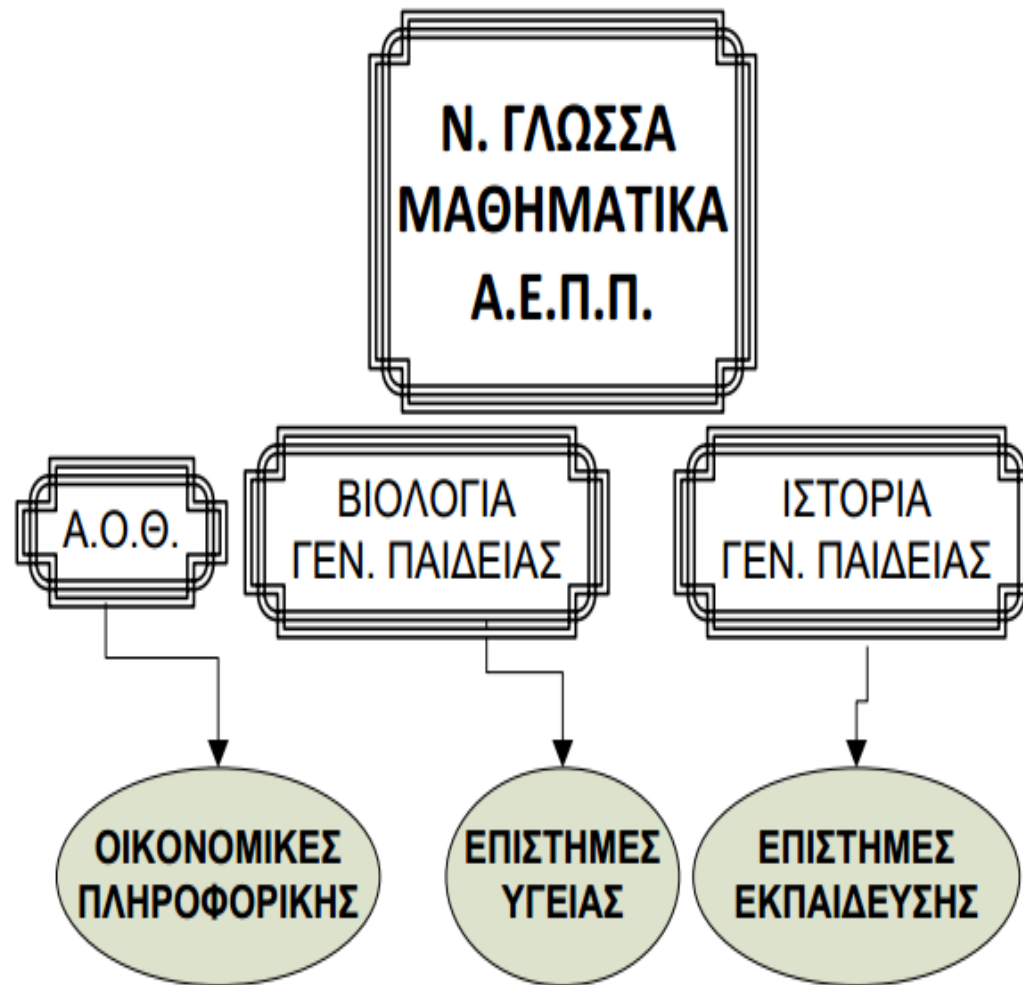 Ν. ΓΛΩΣΣΑ
ΜΑΘΗΜΑΤΙΚΑ
Α.Ε.Π.Π.
Α.Ο.Θ.
ΒΙΟΛΟΓΙΑ
ΓΕΝ. ΠΑΙΔΕΙΑΣ
ΙΣΤΟΡΙΑ
ΓΕΝ. ΠΑΙΔΕΙΑΣ
ΟΙΚΟΝΟΜΙΚΕΣ
ΠΛΗΡΟΦΟΡΙΚΗΣ
ΕΠΙΣΤΗΜΕΣ
ΥΓΕΙΑΣ
ΕΠΙΣΤΗΜΕΣ
ΕΚΠΑΙΔΕΥΣΗΣ